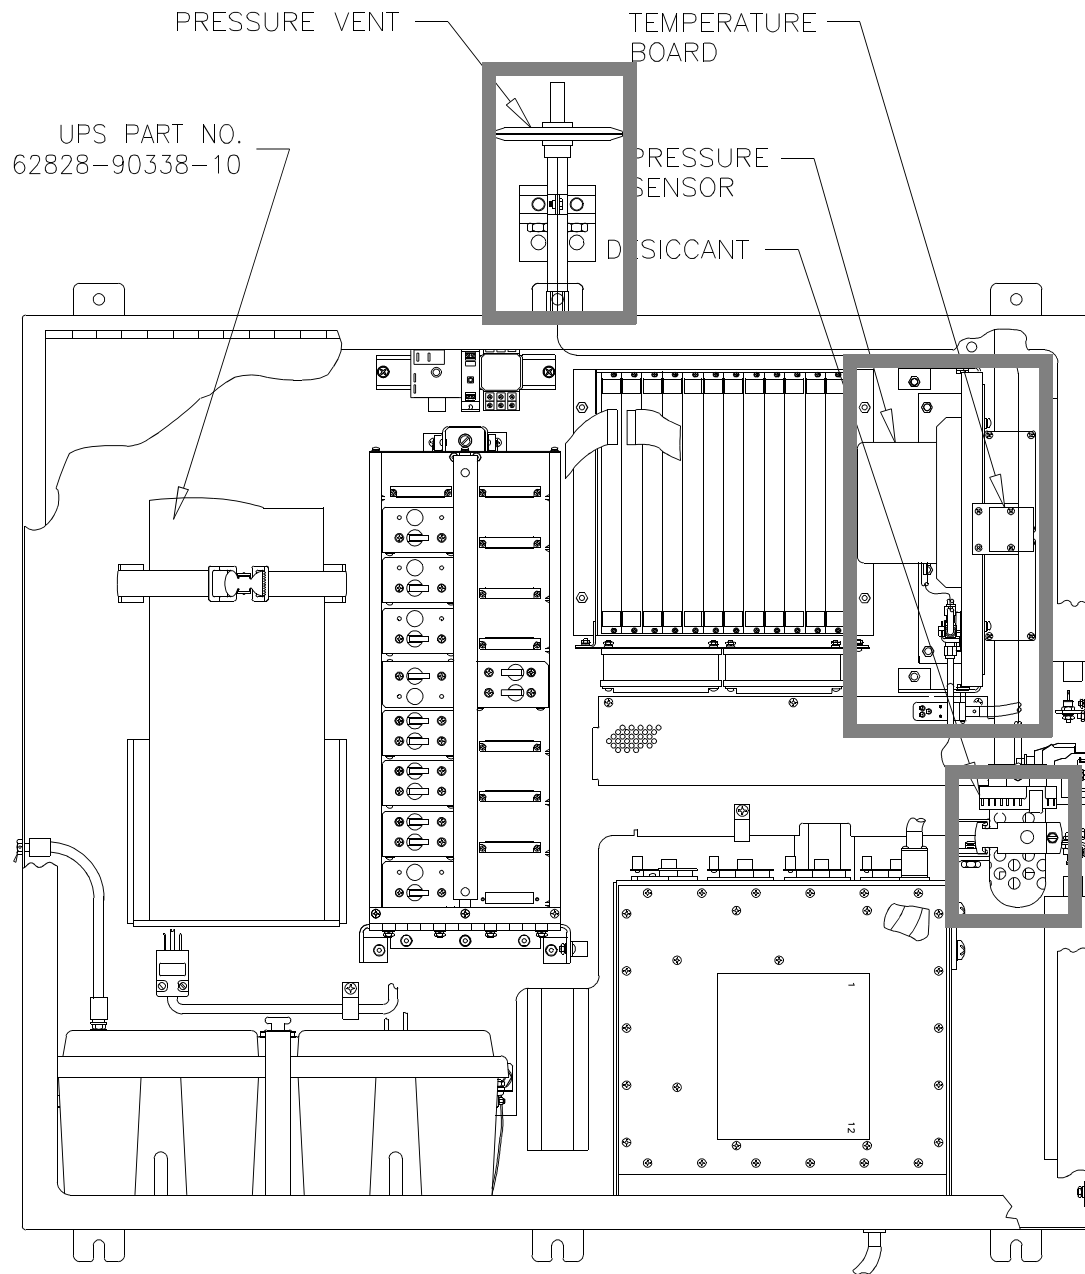 PRESSURE VENT
TEMPERATURE
BOARD
UPS PART NO.
62828-90338-10
PRESSURE
SENSOR
DESICCANT
1
12